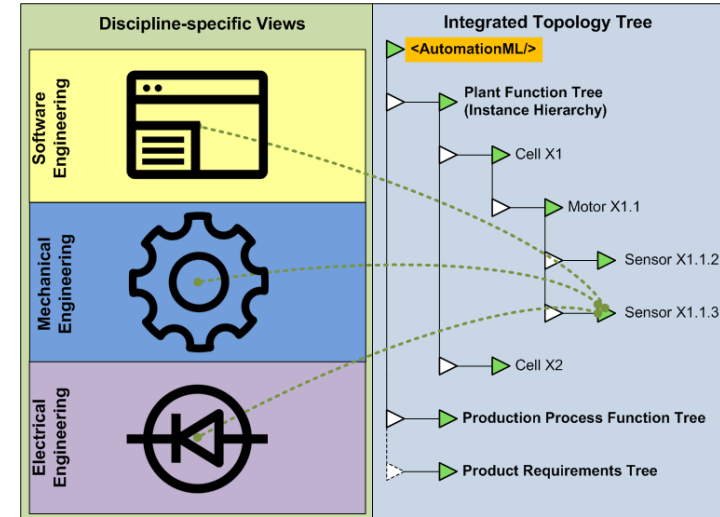 Discipline-specific Views
Software
Engineering
Mechanical
Engineering
Electrical
Engineering
Integrated Topology Tree
<AutomationML/>
Plant Function Tree
(Instance Hierarchy)
Cell X1
Motor X1.1
Sensor X1.1.2
Sensor X1.1.3
Cell X2
Production Process Function Tree
Product Requirements Tree